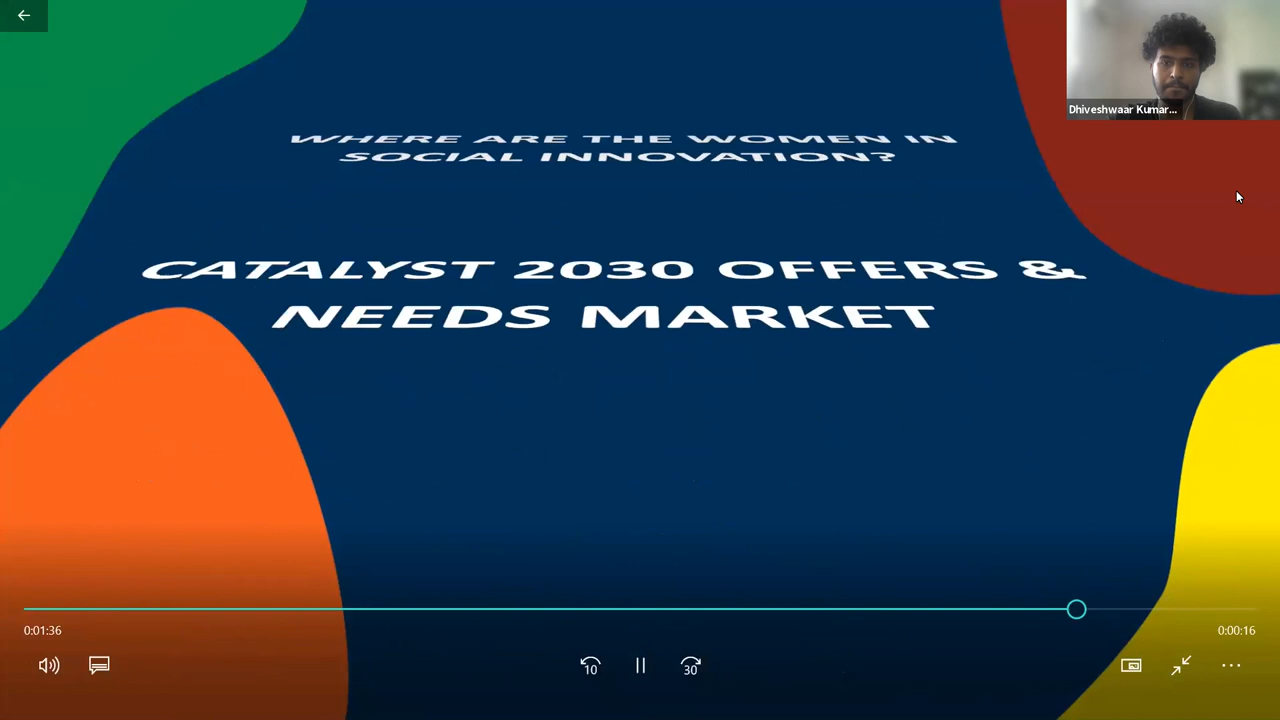 Dhiveshwaar Kumar...
WHERE ARE THE WOMEN IN
SOCIAL INNOVATION?
CATALYST 2030 OFFERS &
NEEDS MARKET
0:01:36
0:00:16
10
30